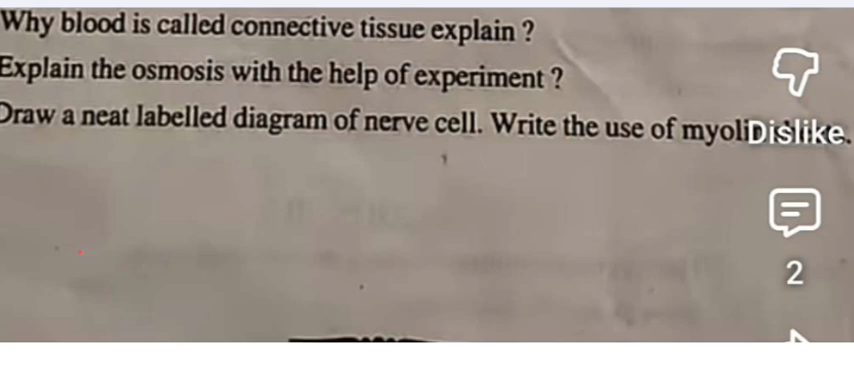 Why blood is called connective tissue explain ?
Explain the osmosis with the help of experiment ?
Draw a neat labelled diagram of nerve cell. Write the use of
Dislike
2